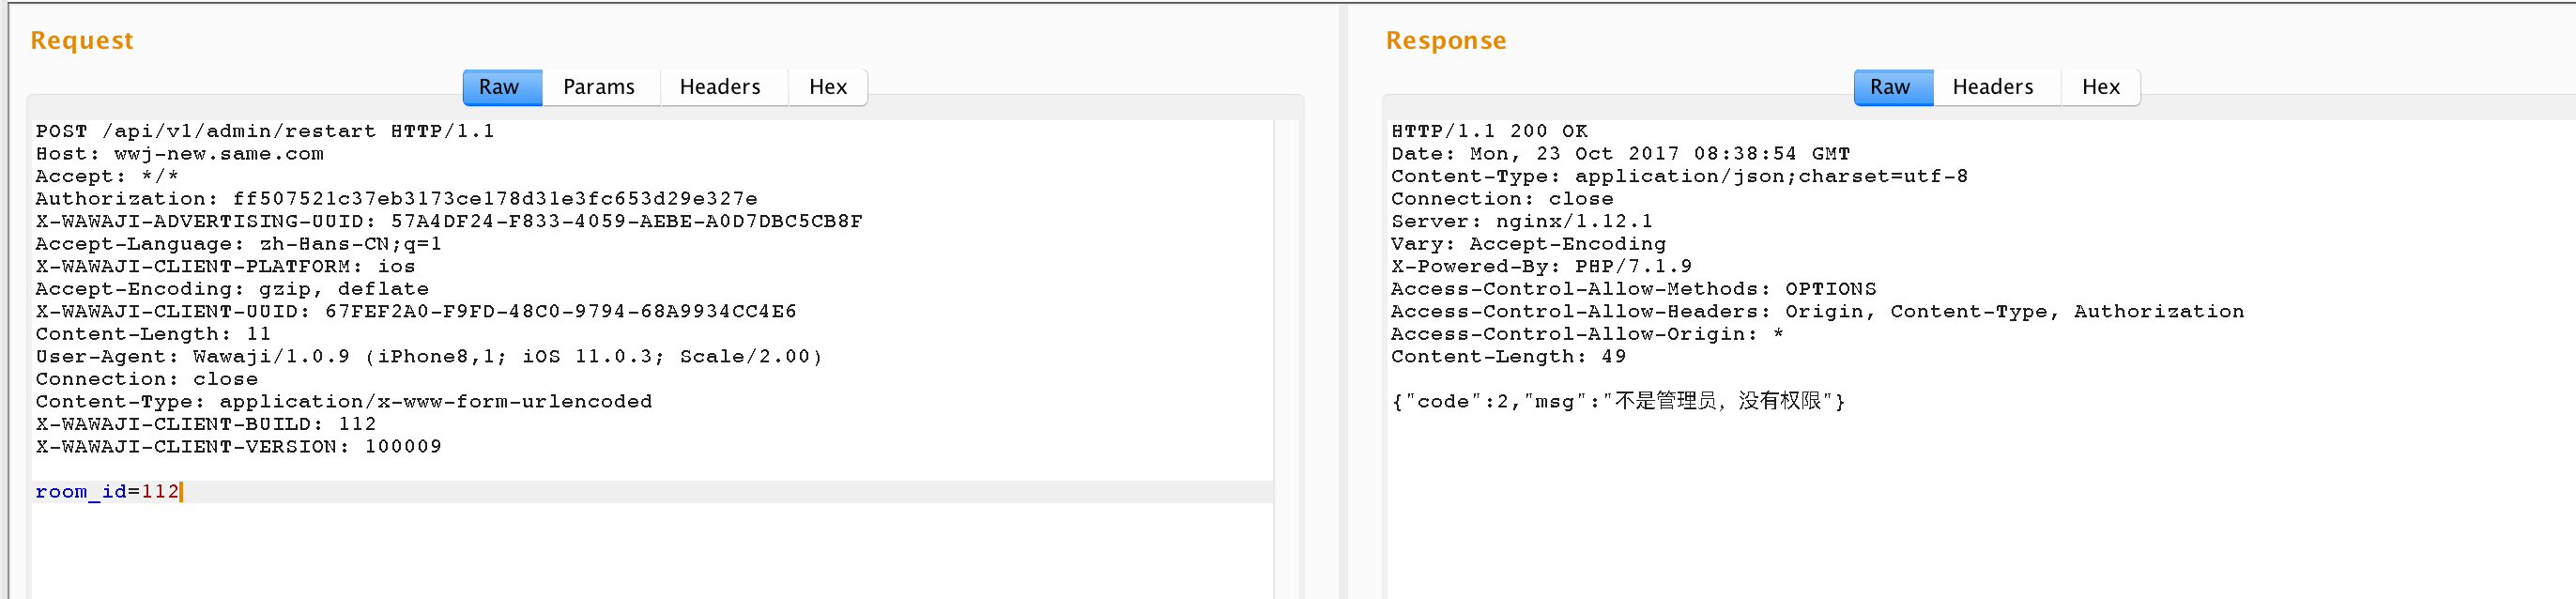 Request
Raw Params Headers Hex
POST /api/v1/admin/restart HTTP/1.1
Host: wwj-new.same.com
Accept: */*
Authorization: ff507521c37eb3173ce178d31e3fc653d29e327e
X-WAWAJI-ADVERTISING-UUID: 57A4DF24-F833-4059-AEBE-A0D7DBC5CB8F
Accept-Language: zh-Hans-CN;q=1
X-WAWAJI-CLIENT-PLATFORM: ios
Accept-Encoding: gzip, deflate
X-WAWAJI-CLIENT-UUID: 67FEF2A0-F9FD-48C0-9794-68A9934CC4E6
Content-Length: 11
User-Agent: Wawaji/1.0.9 (iPhone8,1; iOS 11.0.3; Scale/2.00)
Connection: close
Content-Type: application/x-www-form-urlencoded
X-WAWAJI-CLIENT-BUILD: 112
X-WAWAJI-CLIENT-VERSION: 100009
room_id=112
Response
Raw Headers Hex
HTTP/1.1 200 OK
Date: Mon, 23 Oct 2017 08:38:54 GMT
Content-Type: application/json;charset=utf-8
Connection: close
Server: nginx/1.12.1
Vary: Accept-Encoding
X-Powered-By: PHP/7.1.9
Access-Control-Allow-Methods: OPTIONS
Access-Control-Allow-Headers: Origin, Content-Type, Authorization
Access-Control-Allow-Origin: *
Content-Length: 49
{"code":2,"msg":"不是管理员，没有权限"}